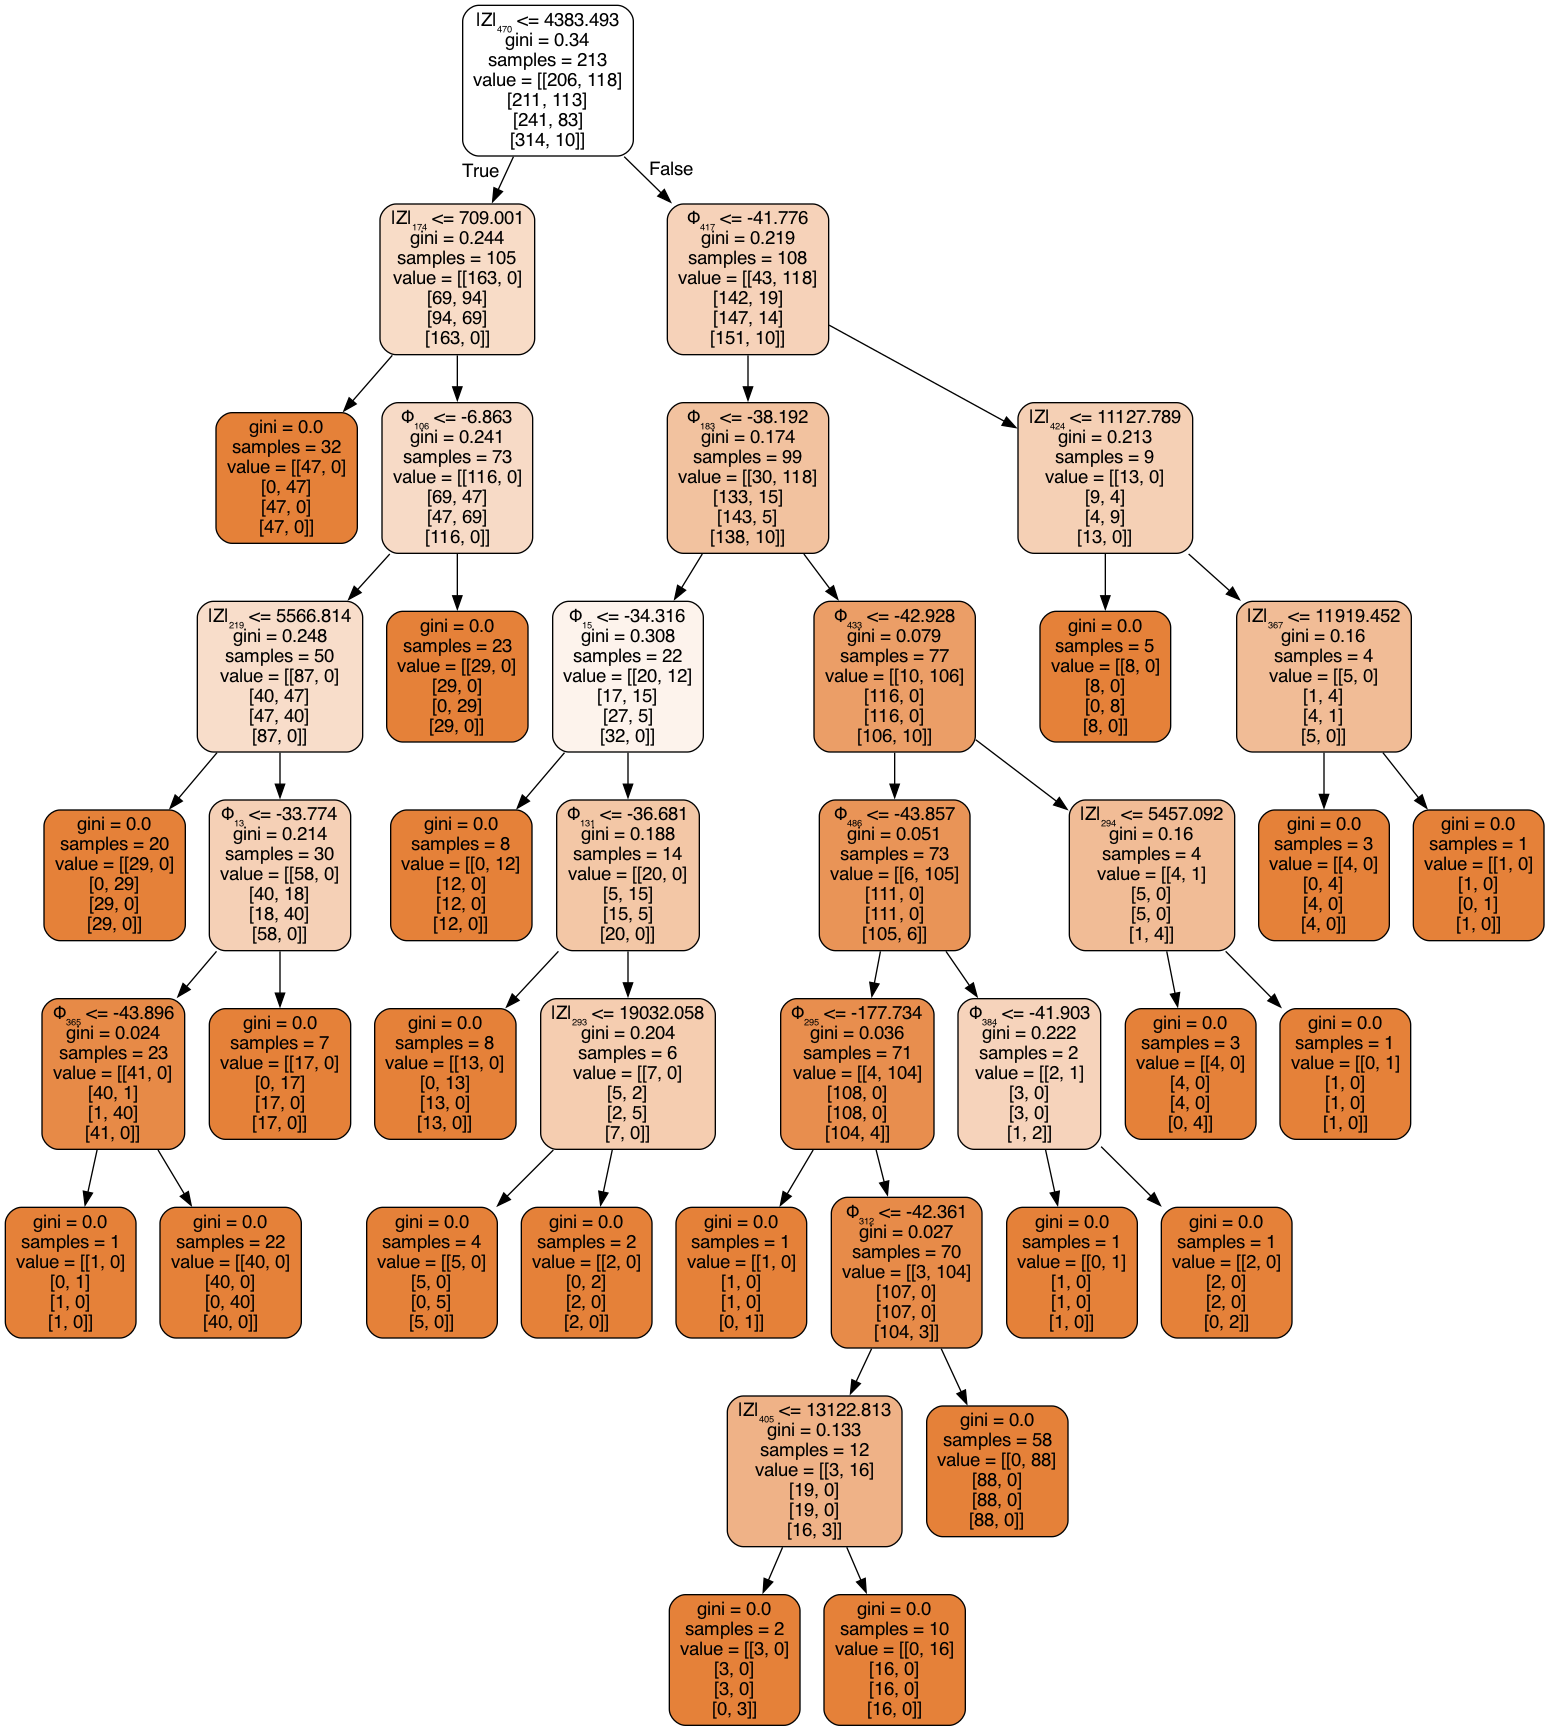 |Z|₄₇₀ <= 4383.493
gini = 0.34
samples = 213
value = [[206, 118]
[211, 113]
[241, 83]
[314, 10]]
True
False
|Z|₁₇₄ <= 709.001
gini = 0.244
samples = 105
value = [[163, 0]
[69, 94]
[94, 69]
[163, 0]]
Φ₄₁₇ <= -41.776
gini = 0.219
samples = 108
value = [[43, 118]
[142, 19]
[147, 14]
[151, 10]]
gini = 0.0
samples = 32
value = [[47, 0]
[0, 47]
[47, 0]
[47, 0]]
Φ₁₀₆ <= -6.863
gini = 0.241
samples = 73
value = [[116, 0]
[69, 47]
[47, 69]
[116, 0]]
Φ₁₈₃ <= -38.192
gini = 0.174
samples = 99
value = [[30, 118]
[133, 15]
[143, 5]
[138, 10]]
|Z|₄₂₄ <= 11127.789
gini = 0.213
samples = 9
value = [[13, 0]
[9, 4]
[4, 9]
[13, 0]]
|Z|₂₁₉ <= 5566.814
gini = 0.248
samples = 50
value = [[87, 0]
[40, 47]
[47, 40]
[87, 0]]
gini = 0.0
samples = 23
value = [[29, 0]
[29, 0]
[0, 29]
[29, 0]]
Φ₁₅ <= -34.316
gini = 0.308
samples = 22
value = [[20, 12]
[17, 15]
[27, 5]
[32, 0]]
Φ₄₃₃ <= -42.928
gini = 0.079
samples = 77
value = [[10, 106]
[116, 0]
[116, 0]
[106, 10]]
gini = 0.0
samples = 5
value = [[8, 0]
[8, 0]
[0, 8]
[8, 0]]
|Z|₃₆₇ <= 11919.452
gini = 0.16
samples = 4
value = [[5, 0]
[1, 4]
[4, 1]
[5, 0]]
gini = 0.0
samples = 20
value = [[29, 0]
[0, 29]
[29, 0]
[29, 0]]
Φ₁₃ <= -33.774
gini = 0.214
samples = 30
value = [[58, 0]
[40, 18]
[18, 40]
[58, 0]]
gini = 0.0
samples = 8
value = [[0, 12]
[12, 0]
[12, 0]
[12, 0]]
Φ₁₃₁ <= -36.681
gini = 0.188
samples = 14
value = [[20, 0]
[5, 15]
[15, 5]
[20, 0]]
Φ₄₈₆ <= -43.857
gini = 0.051
samples = 73
value = [[6, 105]
[111, 0]
[111, 0]
[105, 6]]
|Z|₂₉₄ <= 5457.092
gini = 0.16
samples = 4
value = [[4, 1]
[5, 0]
[5, 0]
[1, 4]]
gini = 0.0
samples = 3
value = [[4, 0]
[0, 4]
[4, 0]
[4, 0]]
gini = 0.0
samples = 1
value = [[1, 0]
[1, 0]
[0, 1]
[1, 0]]
Φ₃₆₅ <= -43.896
gini = 0.024
samples = 23
value = [[41, 0]
[40, 1]
[1, 40]
[41, 0]]
gini = 0.0
samples = 7
value = [[17, 0]
[0, 17]
[17, 0]
[17, 0]]
gini = 0.0
samples = 8
value = [[13, 0]
[0, 13]
[13, 0]
[13, 0]]
|Z|₂₉₃ <= 19032.058
gini = 0.204
samples = 6
value = [[7, 0]
[5, 2]
[2, 5]
[7, 0]]
Φ₂₉₅ <= -177.734
gini = 0.036
samples = 71
value = [[4, 104]
[108, 0]
[108, 0]
[104, 4]]
Φ₃₈₄ <= -41.903
gini = 0.222
samples = 2
value = [[2, 1]
[3, 0]
[3, 0]
[1, 2]]
gini = 0.0
samples = 3
value = [[4, 0]
[4, 0]
[4, 0]
[0, 4]]
gini = 0.0
samples = 1
value = [[0, 1]
[1, 0]
[1, 0]
[1, 0]]
gini = 0.0
samples = 1
value = [[1, 0]
[0, 1]
[1, 0]
[1, 0]]
gini = 0.0
samples = 22
value = [[40, 0]
[40, 0]
[0, 40]
[40, 0]]
gini = 0.0
samples = 4
value = [[5, 0]
[5, 0]
[0, 5]
[5, 0]]
gini = 0.0
samples = 2
value = [[2, 0]
[0, 2]
[2, 0]
[2, 0]]
gini = 0.0
samples = 1
value = [[1, 0]
[1, 0]
[1, 0]
[0, 1]]
Φ₃₁₂ <= -42.361
gini = 0.027
samples = 70
value = [[3, 104]
[107, 0]
[107, 0]
[104, 3]]
gini = 0.0
samples = 1
value = [[0, 1]
[1, 0]
[1, 0]
[1, 0]]
gini = 0.0
samples = 1
value = [[2, 0]
[2, 0]
[2, 0]
[0, 2]]
|Z|₄₀₅ <= 13122.813
gini = 0.133
samples = 12
value = [[3, 16]
[19, 0]
[19, 0]
[16, 3]]
gini = 0.0
samples = 58
value = [[0, 88]
[88, 0]
[88, 0]
[88, 0]]
gini = 0.0
samples = 2
value = [[3, 0]
[3, 0]
[3, 0]
[0, 3]]
gini = 0.0
samples = 10
value = [[0, 16]
[16, 0]
[16, 0]
[16, 0]]